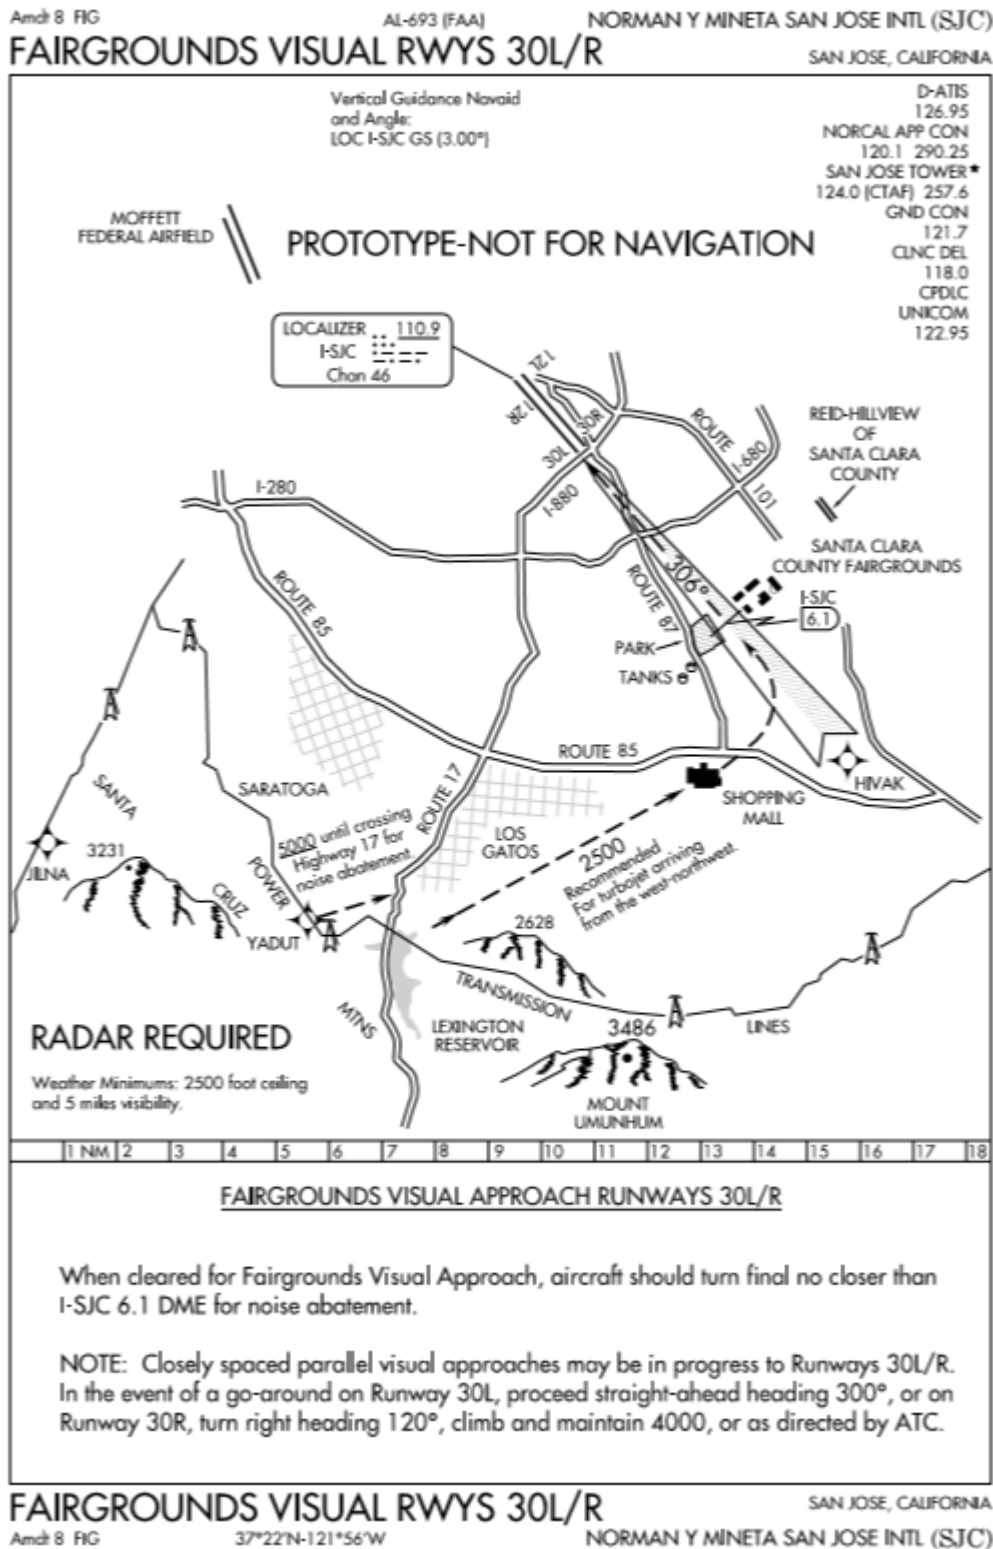 Amdt 8 FIG
AL-693 (FAA)
NORMAN Y MINETA SAN JOSE INTL (SJC)
FAIRGROUNDS VISUAL RWYS 30L/R
SAN JOSE, CALIFORNIA
Vertical Guidance Navaid
and Angle:
LOC I-SJC GS (3.00°)
D-ATIS
126.95
NORCAL APP CON
120.1 290.25
SAN JOSE TOWER★
124.0 (CTAF) 257.6
GND CON
121.7
CLNC DEL
118.0
CPDLC
UNICOM
122.95
MOFFETT
FEDERAL AIRFIELD
PROTOTYPE-NOT FOR NAVIGATION
LOCALIZER 110.9
I-SJC
Chan 46
12L
12R
30R
30L
ROUTE
101
I-680
I-880
I-280
REID-HILLVIEW
OF
SANTA CLARA
COUNTY
SANTA CLARA
COUNTY FAIRGROUNDS
I-SJC
6.1
306°
ROUTE 87
ROUTE 85
PARK
TANKS
ROUTE 85
HIVAK
SHOPPING
MALL
SARATOGA
ROUTE 17
LOS
GATOS
5000 until crossing
Highway 17 for
noise abatement
2500
Recommended
For turbojet arriving
from the west-northwest.
SANTA
CRUZ
MTNS
JILNA
3231
YADUT
POWER
TRANSMISSION
LINES
2628
LEXINGTON
RESERVOIR
3486
MOUNT
UMUNHUM
RADAR REQUIRED
Weather Minimums: 2500 foot ceiling
and 5 miles visibility.
1 NM 2 3 4 5 6 7 8 9 10 11 12 13 14 15 16 17 18
FAIRGROUNDS VISUAL APPROACH RUNWAYS 30L/R
When cleared for Fairgrounds Visual Approach, aircraft should turn final no closer than
I-SJC 6.1 DME for noise abatement.
NOTE: Closely spaced parallel visual approaches may be in progress to Runways 30L/R.
In the event of a go-around on Runway 30L, proceed straight-ahead heading 300°, or on
Runway 30R, turn right heading 120°, climb and maintain 4000, or as directed by ATC.
FAIRGROUNDS VISUAL RWYS 30L/R
SAN JOSE, CALIFORNIA
Amdt 8 FIG
37°22'N-121°56'W
NORMAN Y MINETA SAN JOSE INTL (SJC)